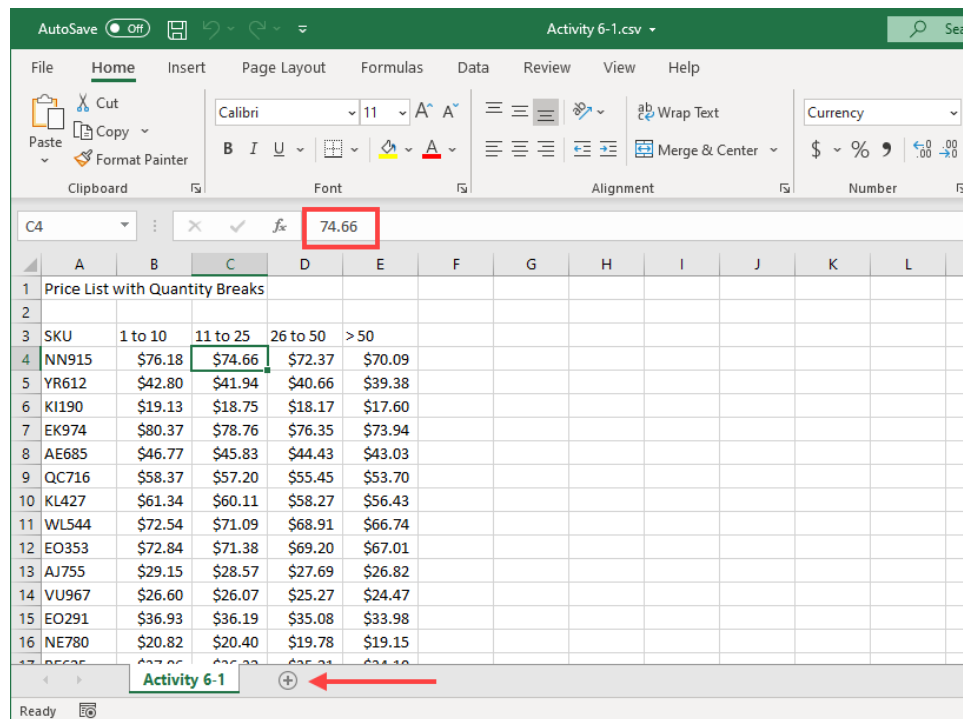 AutoSave Off Activity 6-1.csv Sea
File Home Insert Page Layout Formulas Data Review View Help
Cut
Copy
Paste
Format Painter
Calibri 11 A^ A˅
B I U A
ab Wrap Text
Merge & Center
Currency
$ % 9 .00 .00
Clipboard Font Alignment Number
C4 fx 74.66
A B C D E F G H I J K L
1 Price List with Quantity Breaks
2
3 SKU 1 to 10 11 to 25 26 to 50 > 50
4 NN915 $76.18 $74.66 $72.37 $70.09
5 YR612 $42.80 $41.94 $40.66 $39.38
6 KI190 $19.13 $18.75 $18.17 $17.60
7 EK974 $80.37 $78.76 $76.35 $73.94
8 AE685 $46.77 $45.83 $44.43 $43.03
9 QC716 $58.37 $57.20 $55.45 $53.70
10 KL427 $61.34 $60.11 $58.27 $56.43
11 WL544 $72.54 $71.09 $68.91 $66.74
12 EO353 $72.84 $71.38 $69.20 $67.01
13 AJ755 $29.15 $28.57 $27.69 $26.82
14 VU967 $26.60 $26.07 $25.27 $24.47
15 EO291 $36.93 $36.19 $35.08 $33.98
16 NE780 $20.82 $20.40 $19.78 $19.15
Activity 6-1
Ready